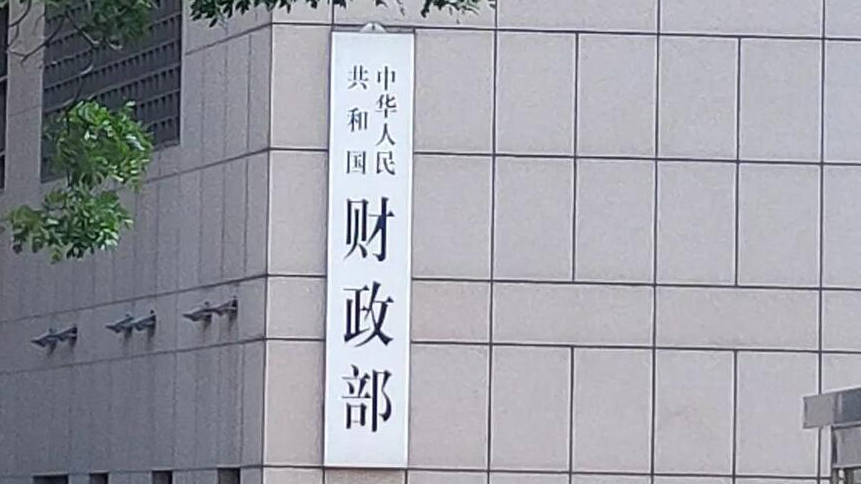 中华人民
共和国
财政部